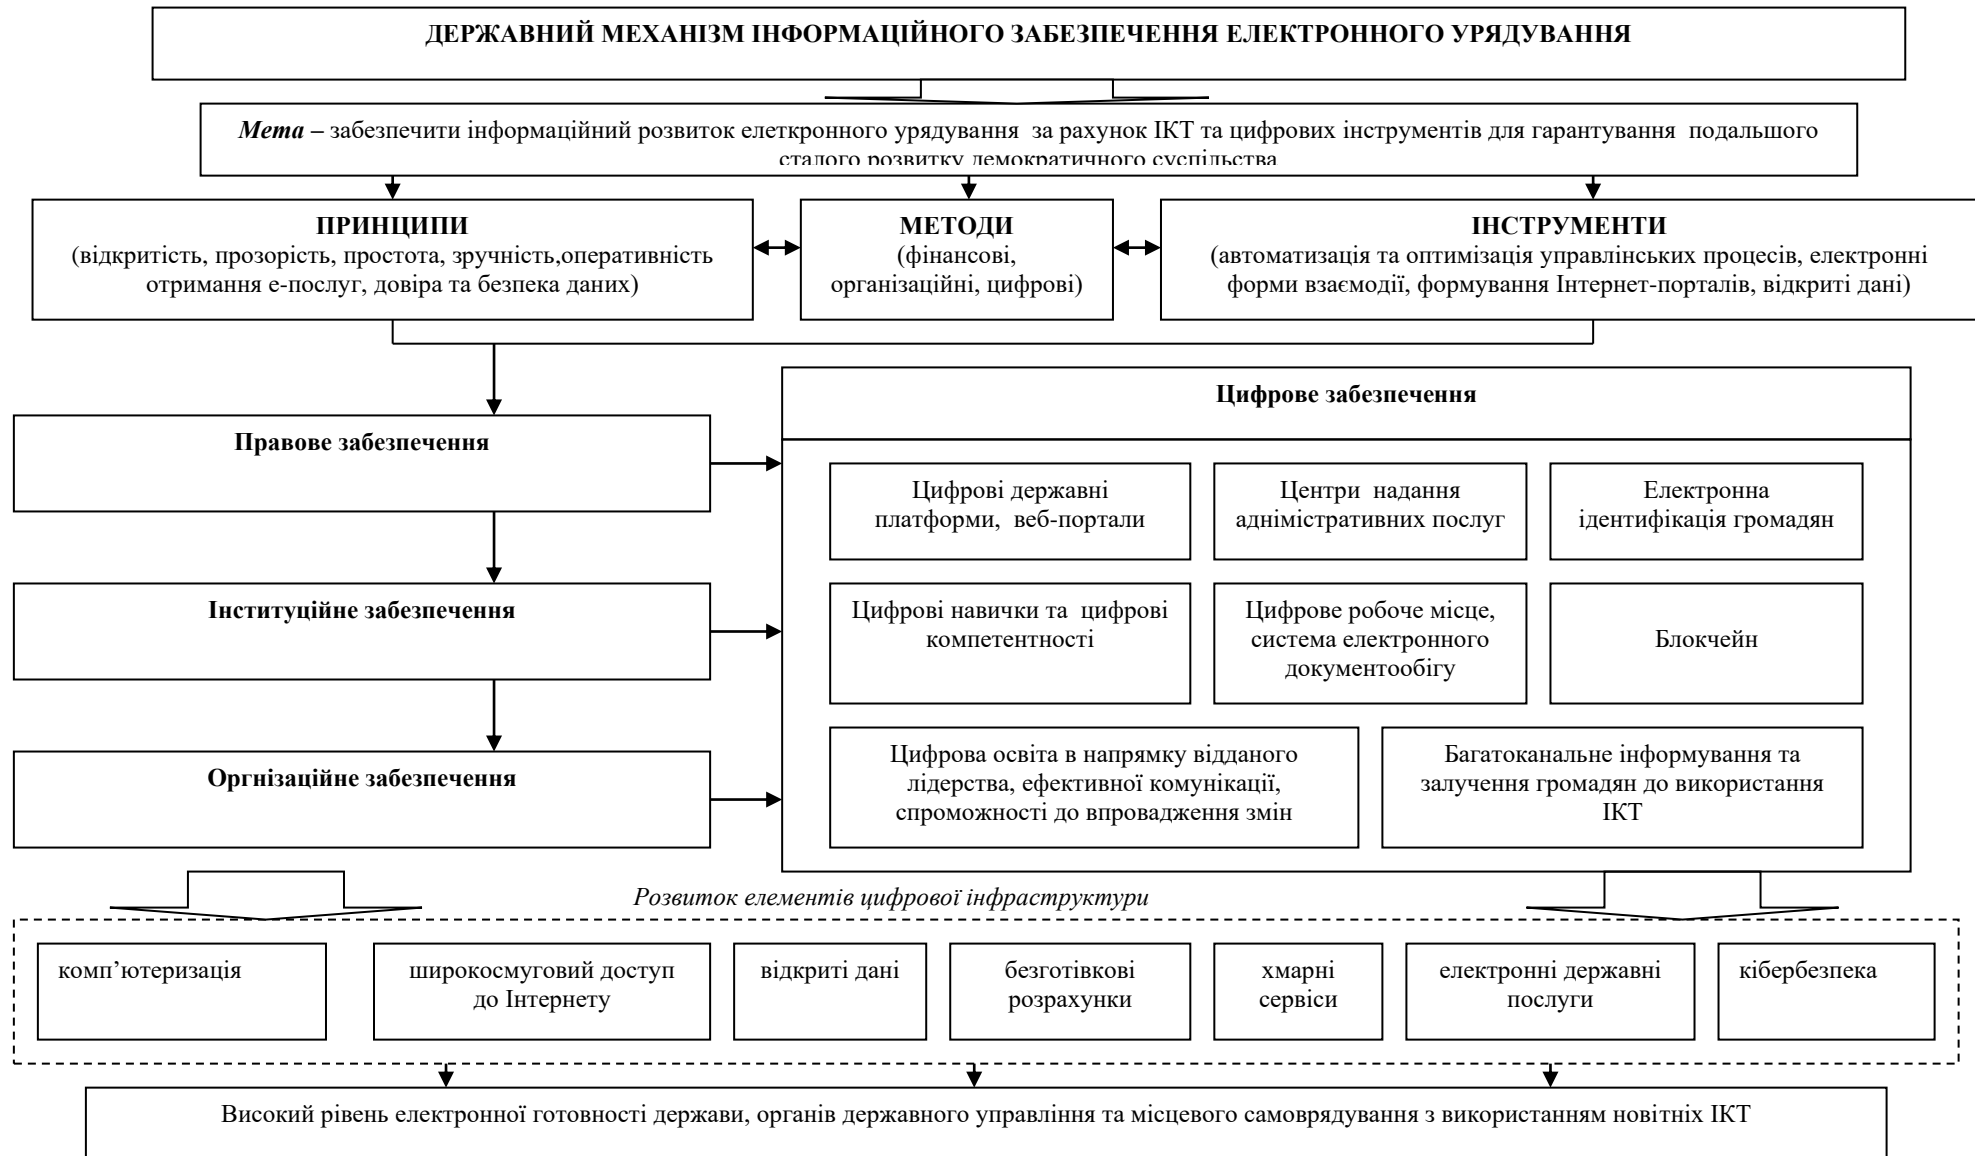 ДЕРЖАВНИЙ МЕХАНІЗМ ІНФОРМАЦІЙНОГО ЗАБЕЗПЕЧЕННЯ ЕЛЕКТРОННОГО УРЯДУВАННЯ
Мета – забезпечити інформаційний розвиток елеткронного урядування за рахунок ІКТ та цифрових інструментів для гарантування подальшого
сталого розвитку демократичного суспільства
ПРИНЦИПИ
(відкритість, прозорість, простота, зручність,оперативність
отримання е-послуг, довіра та безпека даних)
МЕТОДИ
(фінансові,
організаційні, цифрові)
ІНСТРУМЕНТИ
(автоматизація та оптимізація управлінських процесів, електронні
форми взаємодії, формування Інтернет-порталів, відкриті дані)
Правове забезпечення
Інституційне забезпечення
Оргнізаційне забезпечення
Цифрове забезпечення
Цифрові державні
платформи, веб-портали
Центри надання
аднімістративних послуг
Електронна
ідентифікація громадян
Цифрові навички та цифрові
компетентності
Цифрове робоче місце,
система електронного
документообігу
Блокчейн
Цифрова освіта в напрямку відданого
лідерства, ефективної комунікації,
спроможності до впровадження змін
Багатоканальне інформування та
залучення громадян до використання
ІКТ
Розвиток елементів цифрової інфраструктури
комп’ютеризація
широкосмуговий доступ
до Інтернету
відкриті дані
безготівкові
розрахунки
хмарні
сервіси
електронні державні
послуги
кібербезпека
Високий рівень електронної готовності держави, органів державного управління та місцевого самоврядування з використанням новітніх ІКТ